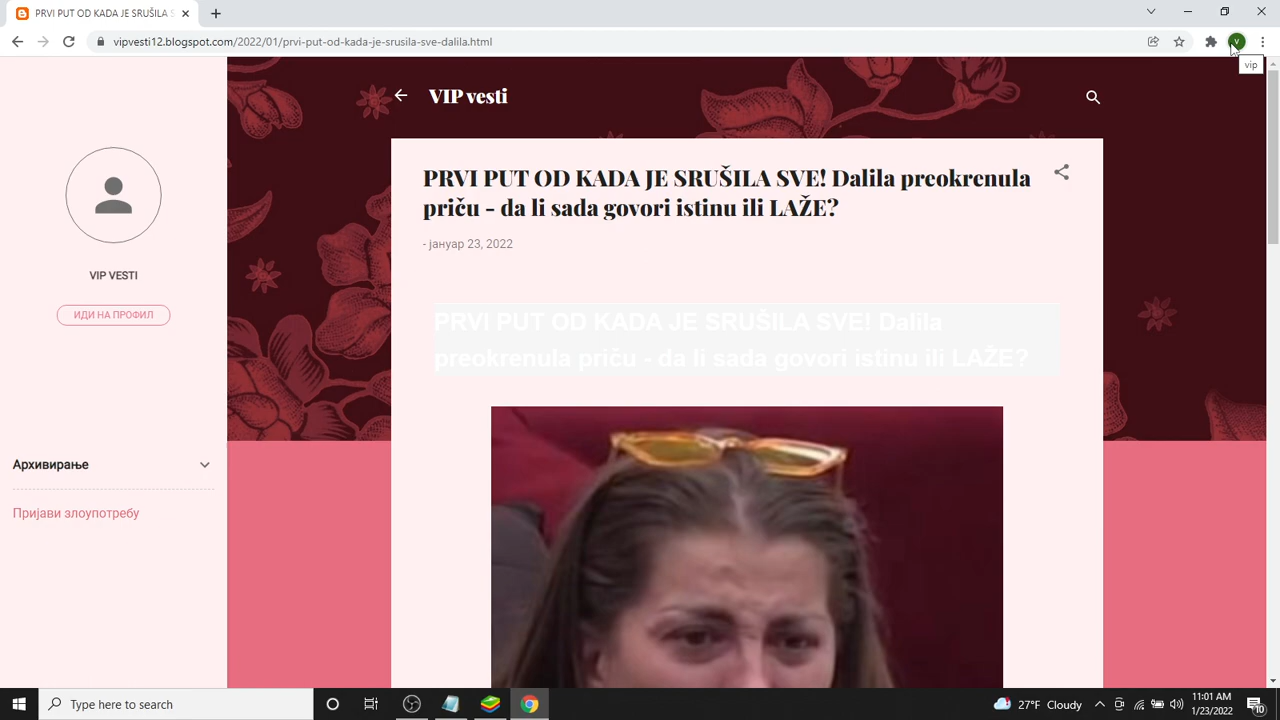 PRVI PUT OD KADA JE SRUŠILA S
vipvesti12.blogspot.com/2022/01/prvi-put-od-kada-je-srusila-sve-dalila.html
v
vip
VIP vesti
PRVI PUT OD KADA JE SRUŠILA SVE! Dalila preokrenula
priču - da li sada govori istinu ili LAŽE?
- јануар 23, 2022
VIP VESTI
ИДИ НА ПРОФИЛ
PRVI PUT OD KADA JE SRUŠILA SVE! Dalila
preokrenula priču - da li sada govori istinu ili LAŽE?
Архивирање
Пријави злоупотребу
Type here to search
27°F Cloudy
11:01 AM
1/23/2022
10